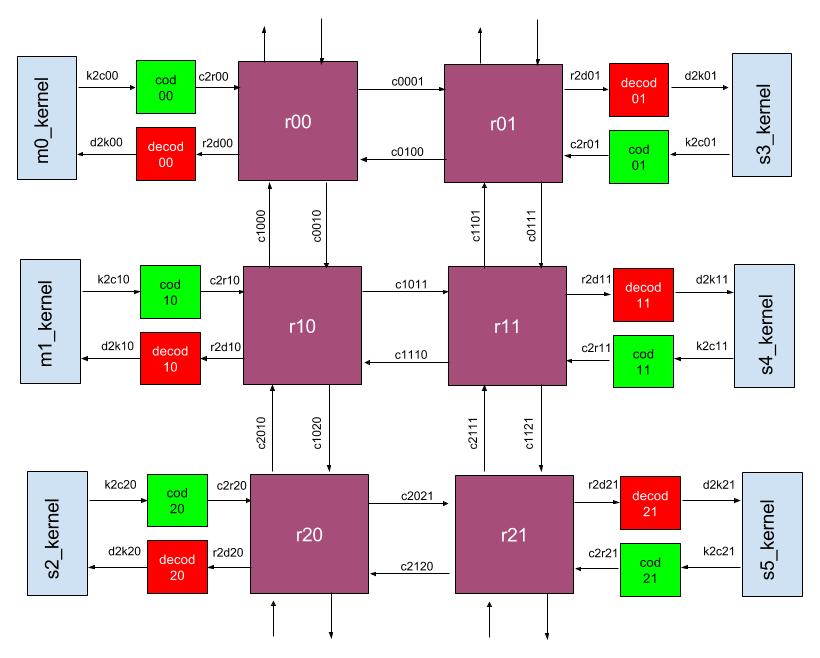 m0_kernel
k2c00
cod
00
c2r00
d2k00
decod
00
r2d00
r00
c0001
c0100
r01
r2d01
decod
01
d2k01
c2r01
cod
01
k2c01
s3_kernel
c1000
c0010
c1101
c0111
m1_kernel
k2c10
cod
10
c2r10
d2k10
decod
10
r2d10
r10
c1011
c1110
r11
r2d11
decod
11
d2k11
c2r11
cod
11
k2c11
s4_kernel
c2010
c1020
c2111
c1121
s2_kernel
k2c20
cod
20
c2r20
d2k20
decod
20
r2d20
r20
c2021
c2120
r21
r2d21
decod
21
d2k21
c2r21
cod
21
k2c21
s5_kernel